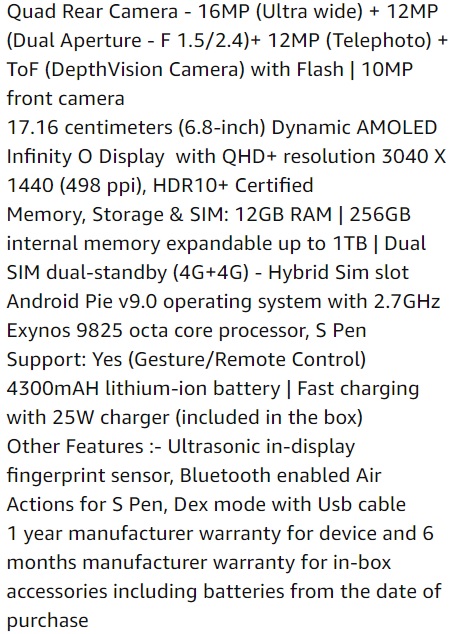 Quad Rear Camera - 16MP (Ultra wide) + 12MP
(Dual Aperture - F 1.5/2.4)+ 12MP (Telephoto) +
ToF (DepthVision Camera) with Flash | 10MP
front camera
17.16 centimeters (6.8-inch) Dynamic AMOLED
Infinity O Display with QHD+ resolution 3040 X
1440 (498 ppi), HDR10+ Certified
Memory, Storage & SIM: 12GB RAM | 256GB
internal memory expandable up to 1TB | Dual
SIM dual-standby (4G+4G) - Hybrid Sim slot
Android Pie v9.0 operating system with 2.7GHz
Exynos 9825 octa core processor, S Pen
Support: Yes (Gesture/Remote Control)
4300mAH lithium-ion battery | Fast charging
with 25W charger (included in the box)
Other Features :- Ultrasonic in-display
fingerprint sensor, Bluetooth enabled Air
Actions for S Pen, Dex mode with Usb cable
1 year manufacturer warranty for device and 6
months manufacturer warranty for in-box
accessories including batteries from the date of
purchase